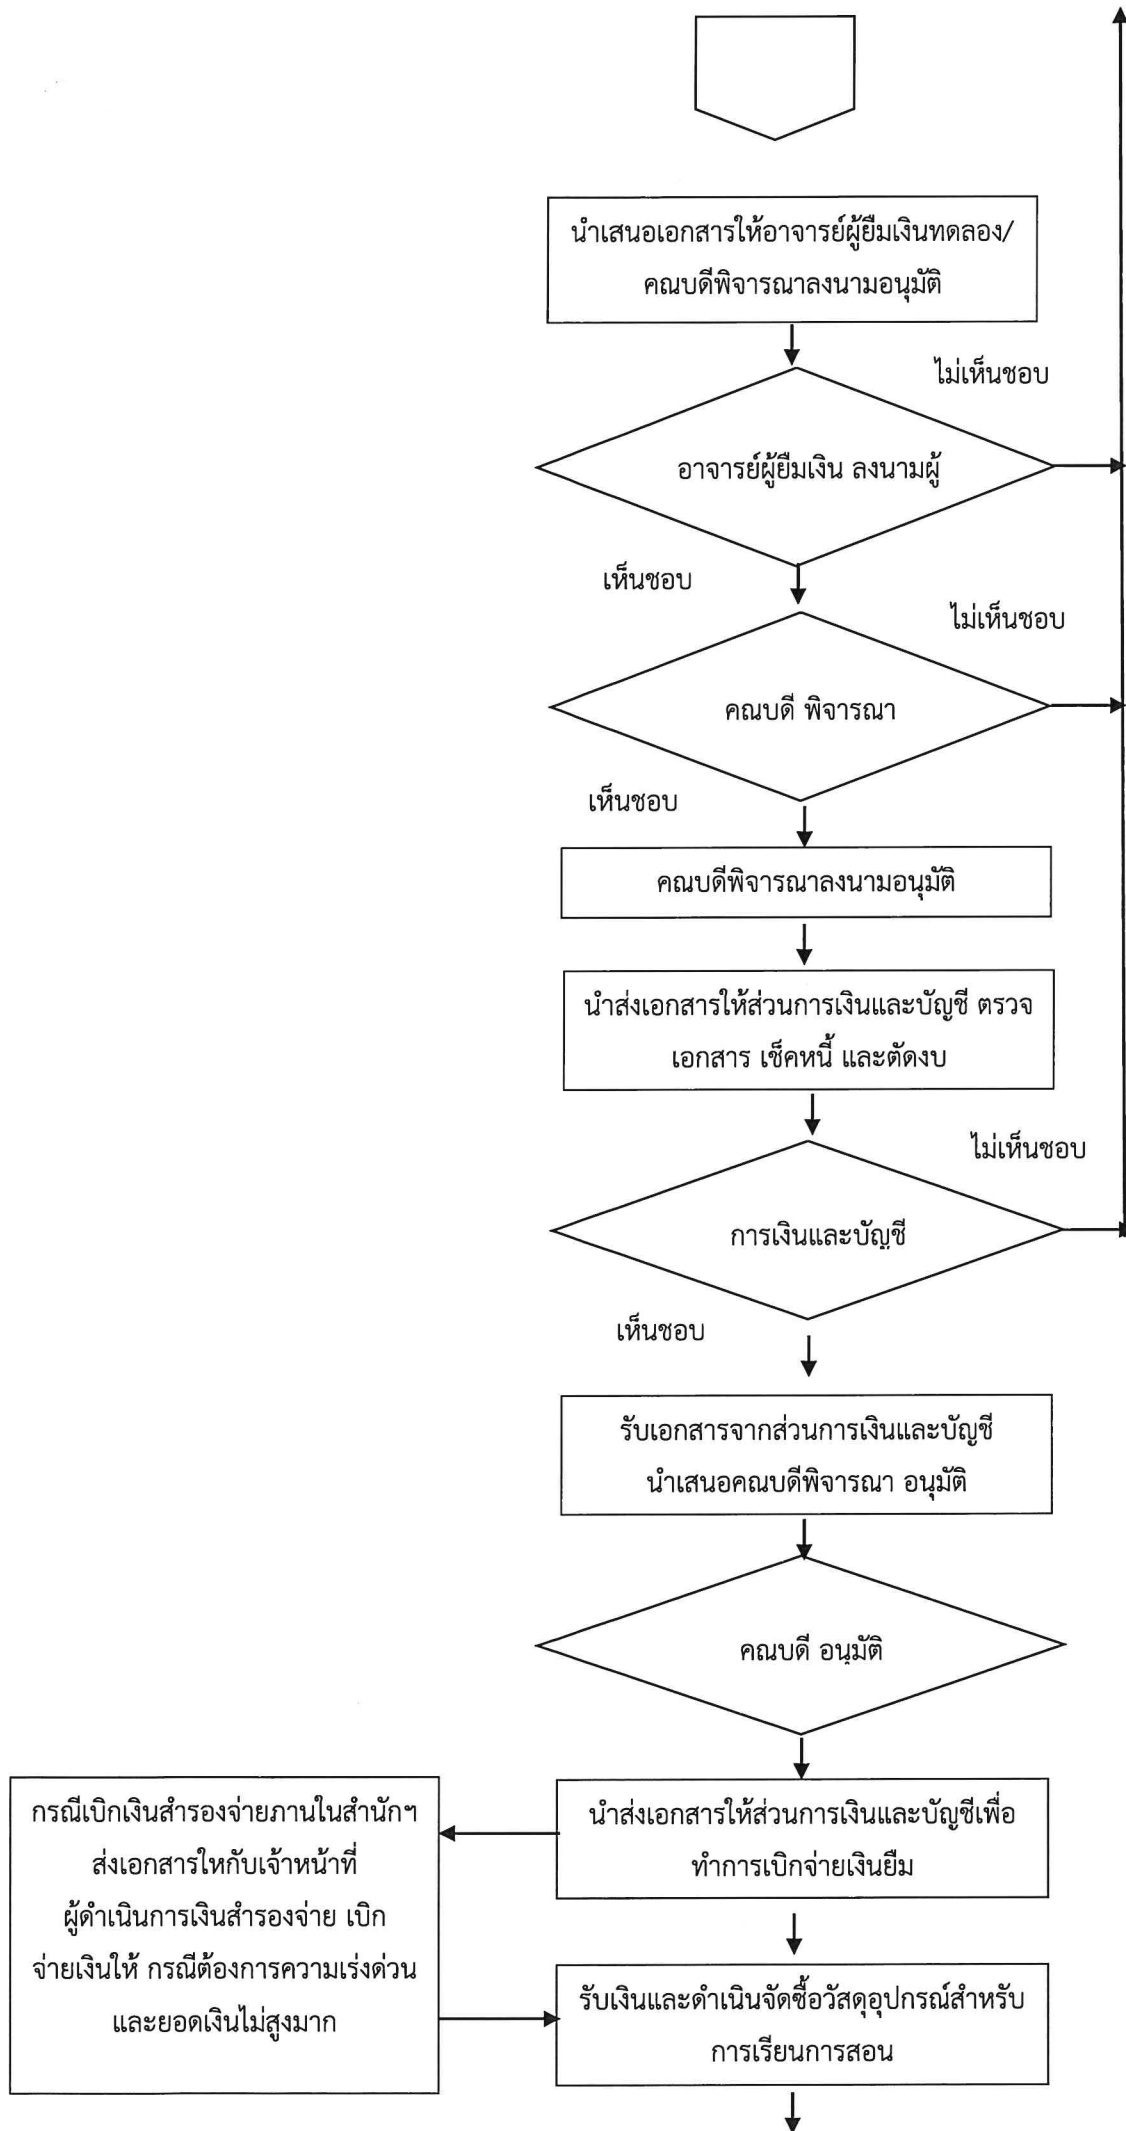 นำเสนอเอกสารให้อาจารย์ผู้ยืมเงินทดลอง/
คณบดีพิจารณาลงนามอนุมัติ
ไม่เห็นชอบ
อาจารย์ผู้ยืมเงิน ลงนามผู้
เห็นชอบ
ไม่เห็นชอบ
คณบดี พิจารณา
เห็นชอบ
คณบดีพิจารณาลงนามอนุมัติ
นำส่งเอกสารให้ส่วนการเงินและบัญชี ตรวจ
เอกสาร เช็คหนี้ และตัดงบ
ไม่เห็นชอบ
การเงินและบัญชี
เห็นชอบ
รับเอกสารจากส่วนการเงินและบัญชี
นำเสนอคณบดีพิจารณา อนุมัติ
คณบดี อนุมัติ
นำส่งเอกสารให้ส่วนการเงินและบัญชีเพื่อ
ทำการเบิกจ่ายเงินยืม
กรณีเบิกเงินสำรองจ่ายภานในสำนักฯ
ส่งเอกสารใหกับเจ้าหน้าที่
ผู้ดำเนินการเงินสำรองจ่าย เบิก
จ่ายเงินให้ กรณีต้องการความเร่งด่วน
และยอดเงินไม่สูงมาก
รับเงินและดำเนินจัดซื้อวัสดุอุปกรณ์สำหรับ
การเรียนการสอน